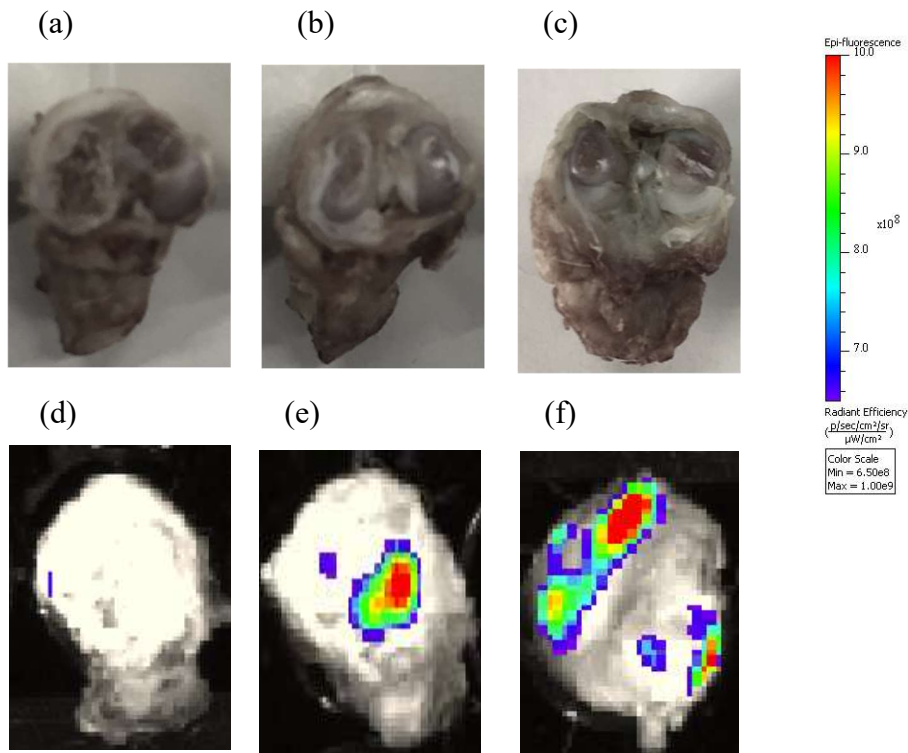 (a)
(b)
(c)
Epi-fluorescence
10.0
9.0
x10⁸
8.0
7.0
Radiant Efficiency
(p/sec/cm²/sr
µW/cm²)
Color Scale
Min = 6.50e8
Max = 1.00e9
(d)
(e)
(f)